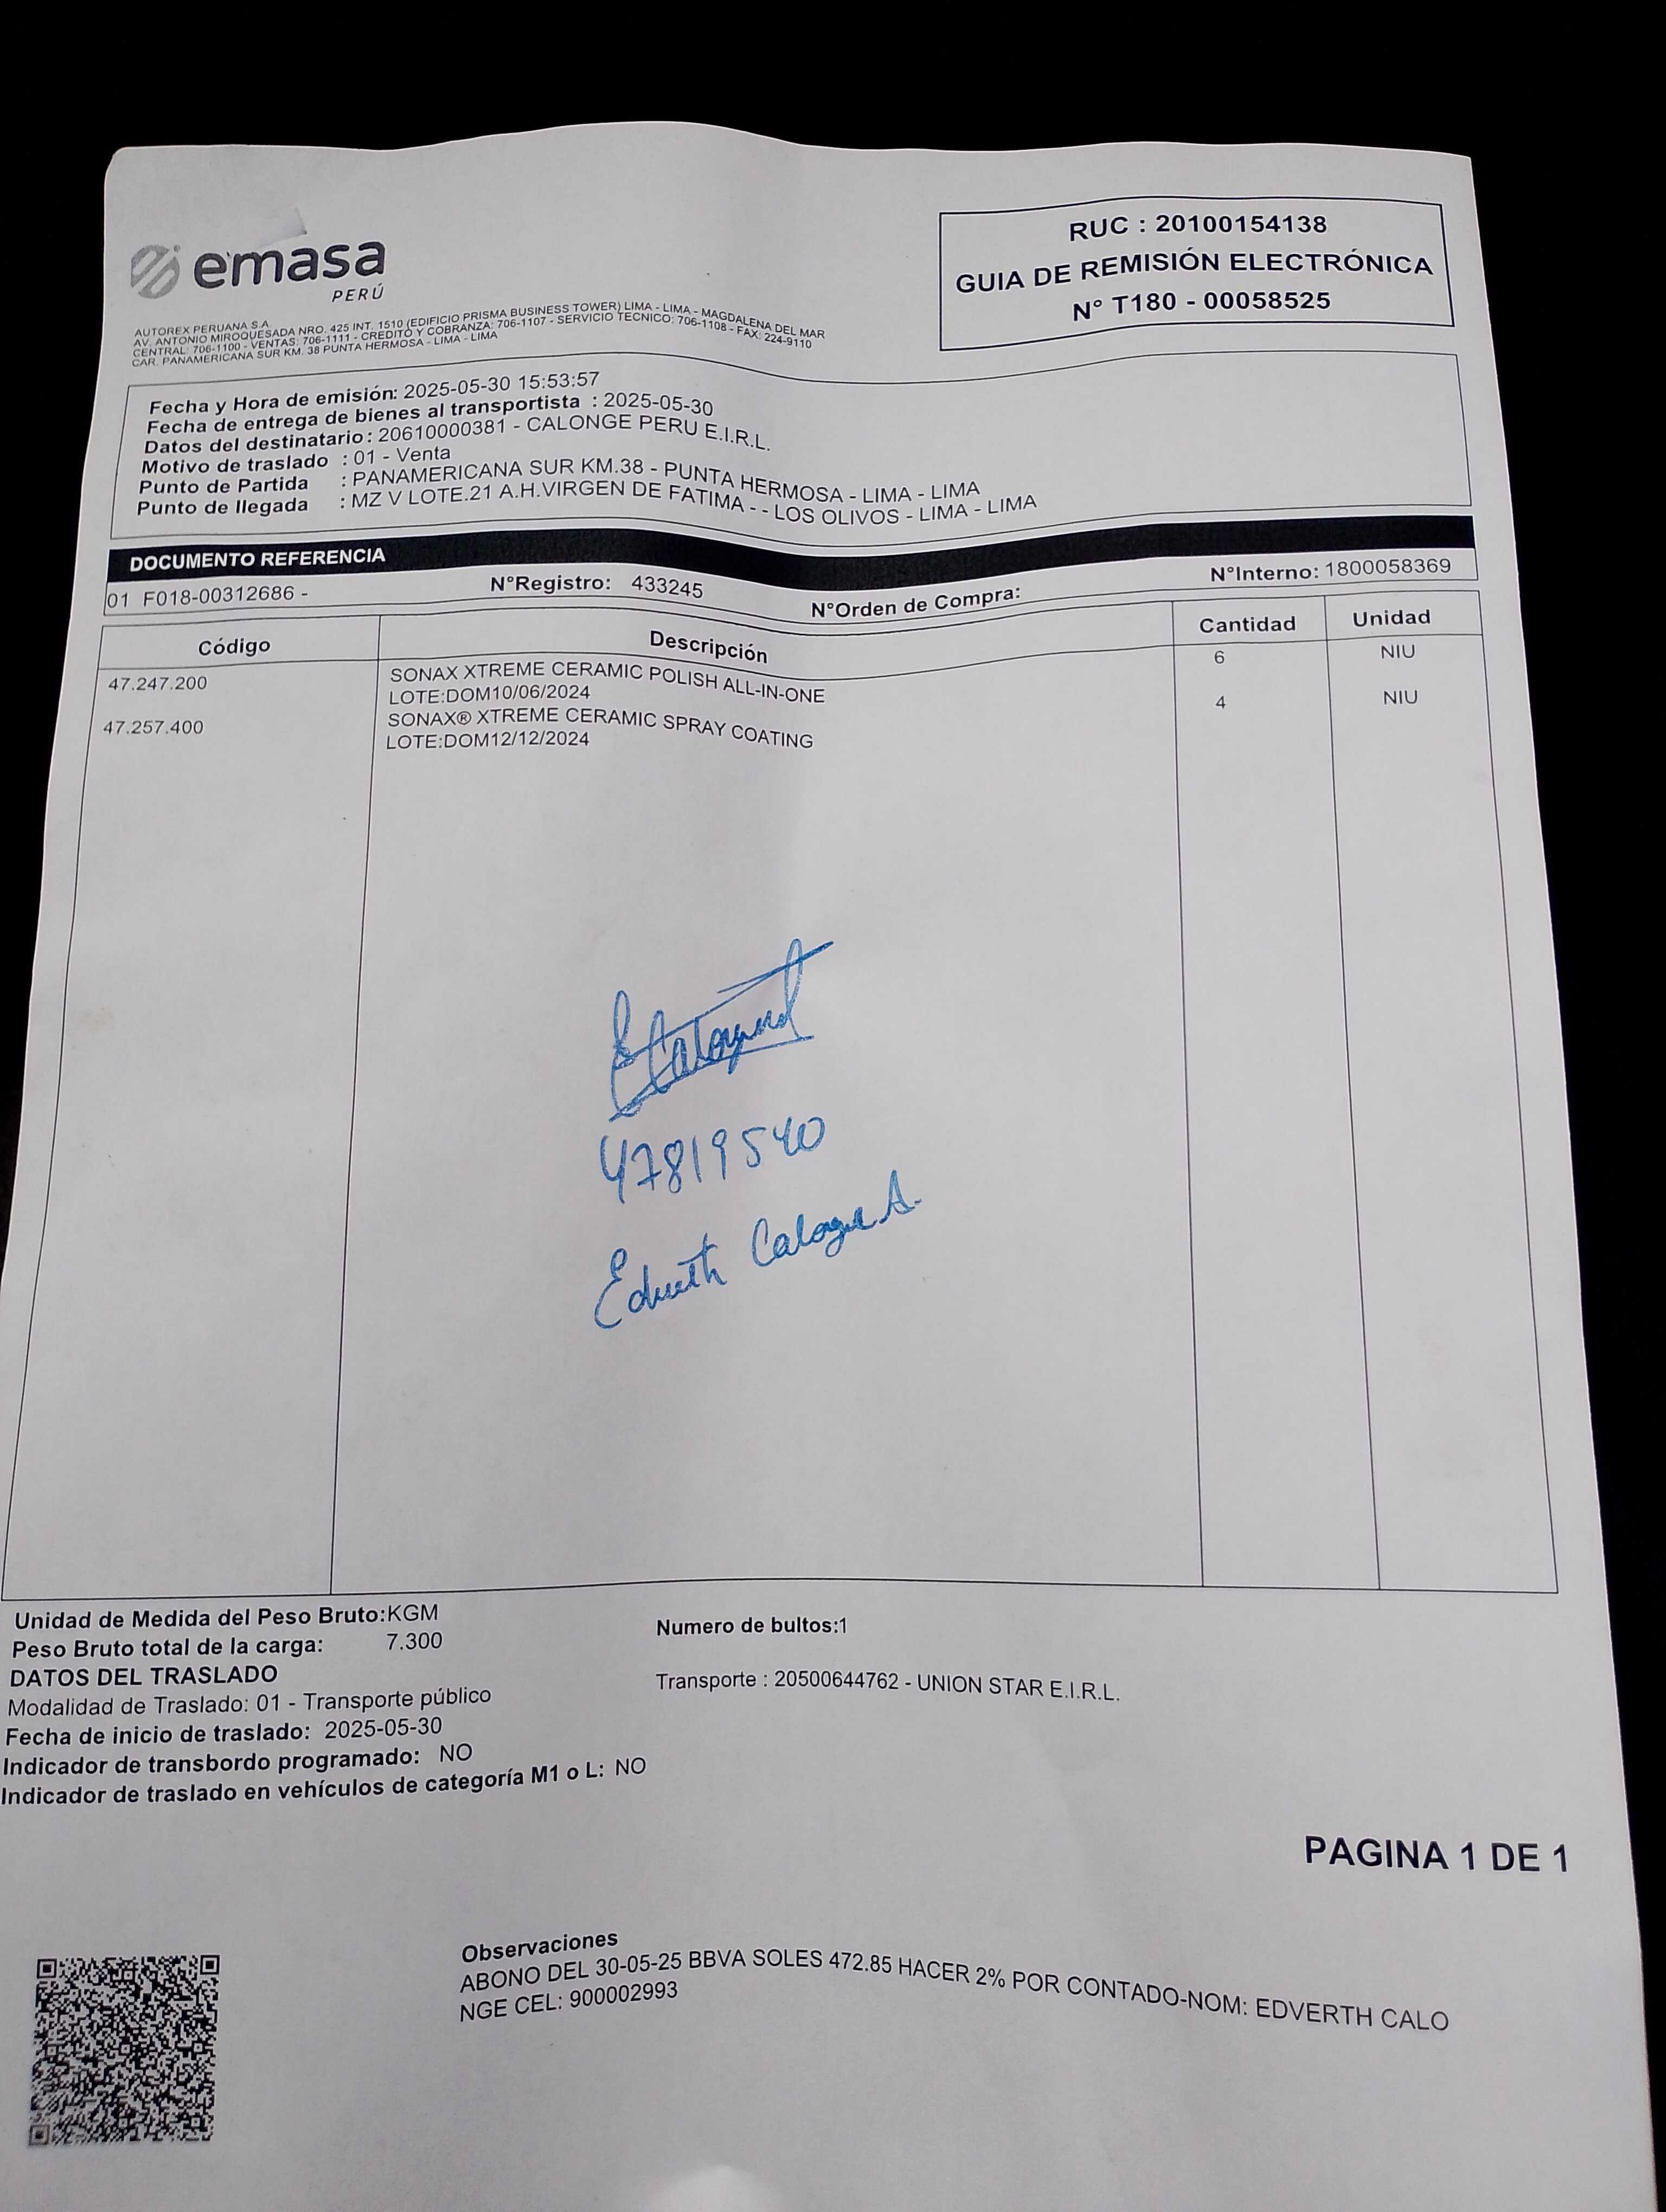 emasa
PERÚ
AUTOREX PERUANA S.A
AV. ANTONIO MIROQUESADA NRO. 425 INT. 1510 (EDIFICIO PRISMA BUSINESS TOWER) LIMA - LIMA - MAGDALENA DEL MAR
CENTRAL: 706-1100 - VENTAS: 706-1111 - CREDITO Y COBRANZA: 706-1107 - SERVICIO TECNICO: 706-1108 - FAX: 224-9110
CAR. PANAMERICANA SUR KM. 38 PUNTA HERMOSA - LIMA - LIMA
RUC : 20100154138
GUIA DE REMISIÓN ELECTRÓNICA
N° T180 - 00058525
Fecha y Hora de emisión: 2025-05-30 15:53:57
Fecha de entrega de bienes al transportista : 2025-05-30
Datos del destinatario: 20610000381 - CALONGE PERU E.I.R.L.
Motivo de traslado : 01 - Venta
Punto de Partida : PANAMERICANA SUR KM.38 - PUNTA HERMOSA - LIMA - LIMA
Punto de llegada : MZ V LOTE.21 A.H.VIRGEN DE FATIMA - - LOS OLIVOS - LIMA - LIMA
DOCUMENTO REFERENCIA
01 F018-00312686 - N°Registro: 433245 N°Orden de Compra: N°Interno: 1800058369
Código Descripción Cantidad Unidad
47.247.200 SONAX XTREME CERAMIC POLISH ALL-IN-ONE 6 NIU
LOTE:DOM10/06/2024
47.257.400 SONAX® XTREME CERAMIC SPRAY COATING 4 NIU
LOTE:DOM12/12/2024
47819540
Edverth Calonge A.
Unidad de Medida del Peso Bruto:KGM
Peso Bruto total de la carga: 7.300
Numero de bultos:1
DATOS DEL TRASLADO
Modalidad de Traslado: 01 - Transporte público
Transporte : 20500644762 - UNION STAR E.I.R.L.
Fecha de inicio de traslado: 2025-05-30
Indicador de transbordo programado: NO
Indicador de traslado en vehículos de categoría M1 o L: NO
PAGINA 1 DE 1
Observaciones
ABONO DEL 30-05-25 BBVA SOLES 472.85 HACER 2% POR CONTADO-NOM: EDVERTH CALO
NGE CEL: 900002993